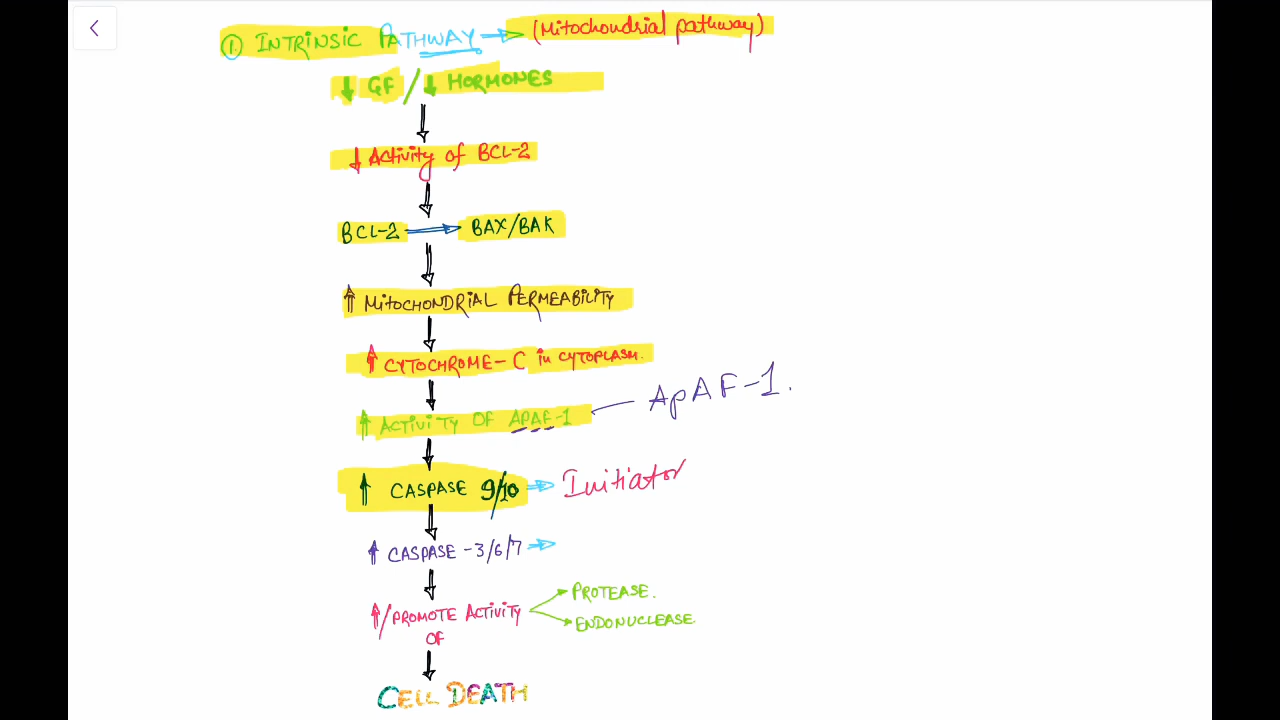 ① INTRINSIC PATHWAY → (Mitochondrial pathway)
↓ GF / ↓ HORMONES
↓ Activity of BCL-2
BCL-2 → BAX/BAK
↑ MitOCHONDRIAL PERMEABILITY
↑ CYTOCHROME-C in CYTOPLASM.
↑ ACTIVITY OF APAF-1
ApAF-1.
↑ CASPASE 9/10 → Initiator
↑ CASPASE -3/6/7 →
↑/PROMOTE ACTIVITY OF
PROTEASE.
ENDONUCLEASE.
CELL DEATH